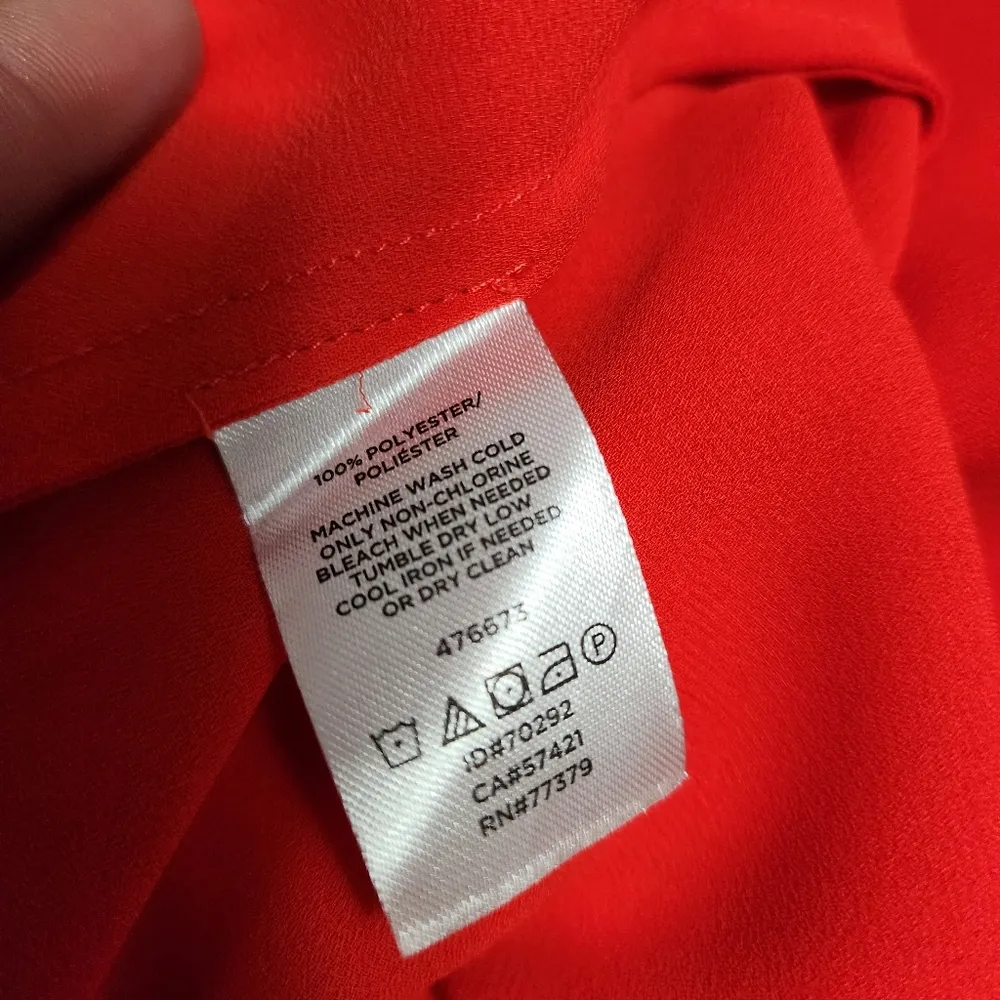 100% POLYESTER/
POLIÉSTER
MACHINE WASH COLD
ONLY NON-CHLORINE
BLEACH WHEN NEEDED
TUMBLE DRY LOW
COOL IRON IF NEEDED
OR DRY CLEAN
476673
P
ID#70292
CA#57421
RN#77379